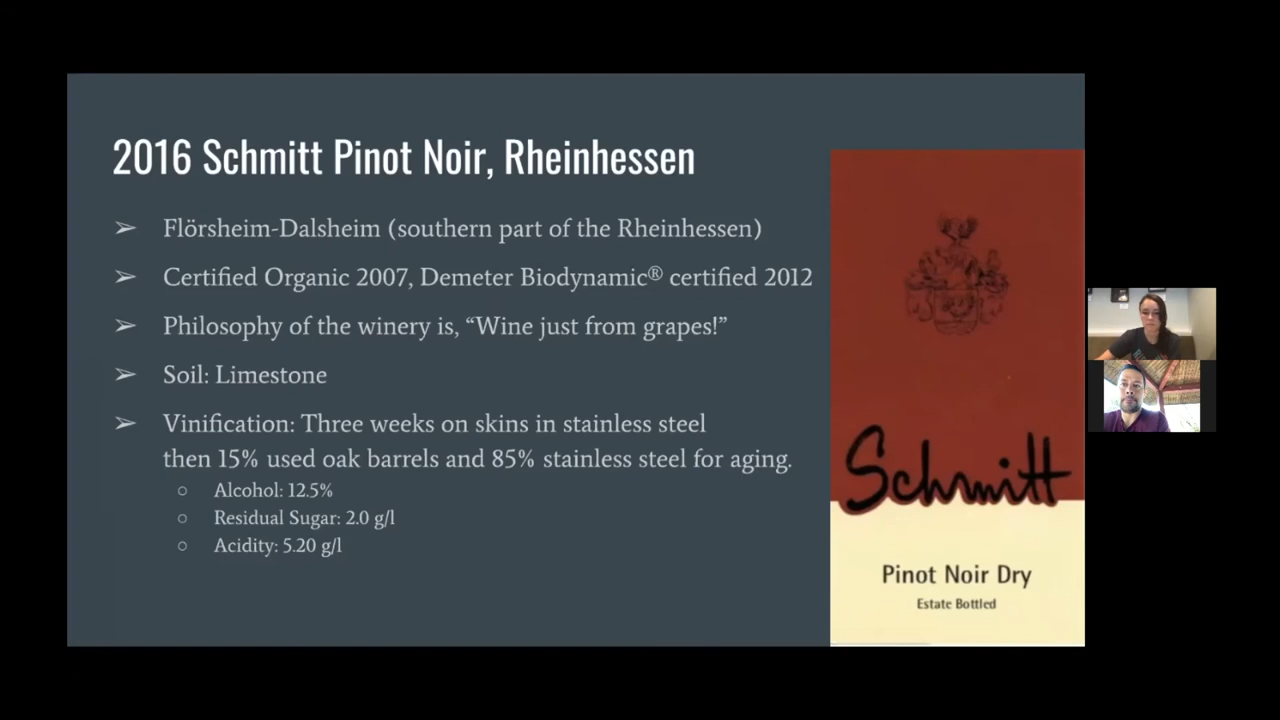 2016 Schmitt Pinot Noir, Rheinhessen
➢ Flörsheim-Dalsheim (southern part of the Rheinhessen)
➢ Certified Organic 2007, Demeter Biodynamic® certified 2012
➢ Philosophy of the winery is, “Wine just from grapes!”
➢ Soil: Limestone
➢ Vinification: Three weeks on skins in stainless steel
then 15% used oak barrels and 85% stainless steel for aging.
○ Alcohol: 12.5%
○ Residual Sugar: 2.0 g/l
○ Acidity: 5.20 g/l
Schmitt
Pinot Noir Dry
Estate Bottled